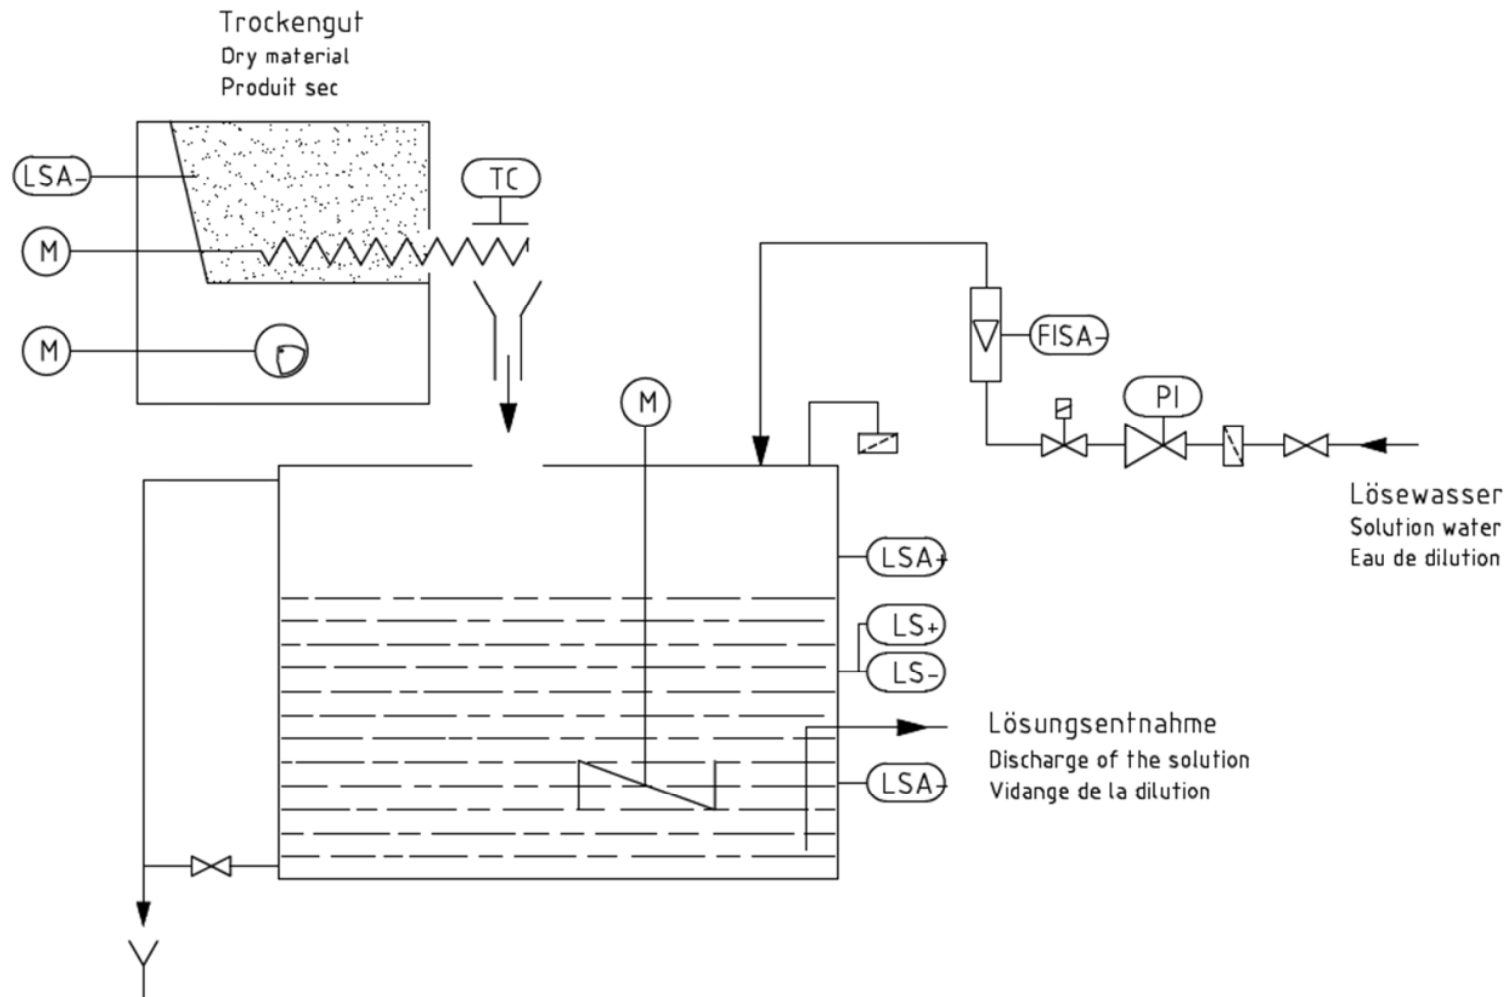 Trockengut
Dry material
Produit sec
LSA-
TC
M
M
M
FISA-
PI
Lösewasser
Solution water
Eau de dilution
LSA+
LS+
LS-
Lösungsentnahme
Discharge of the solution
Vidange de la dilution
LSA-